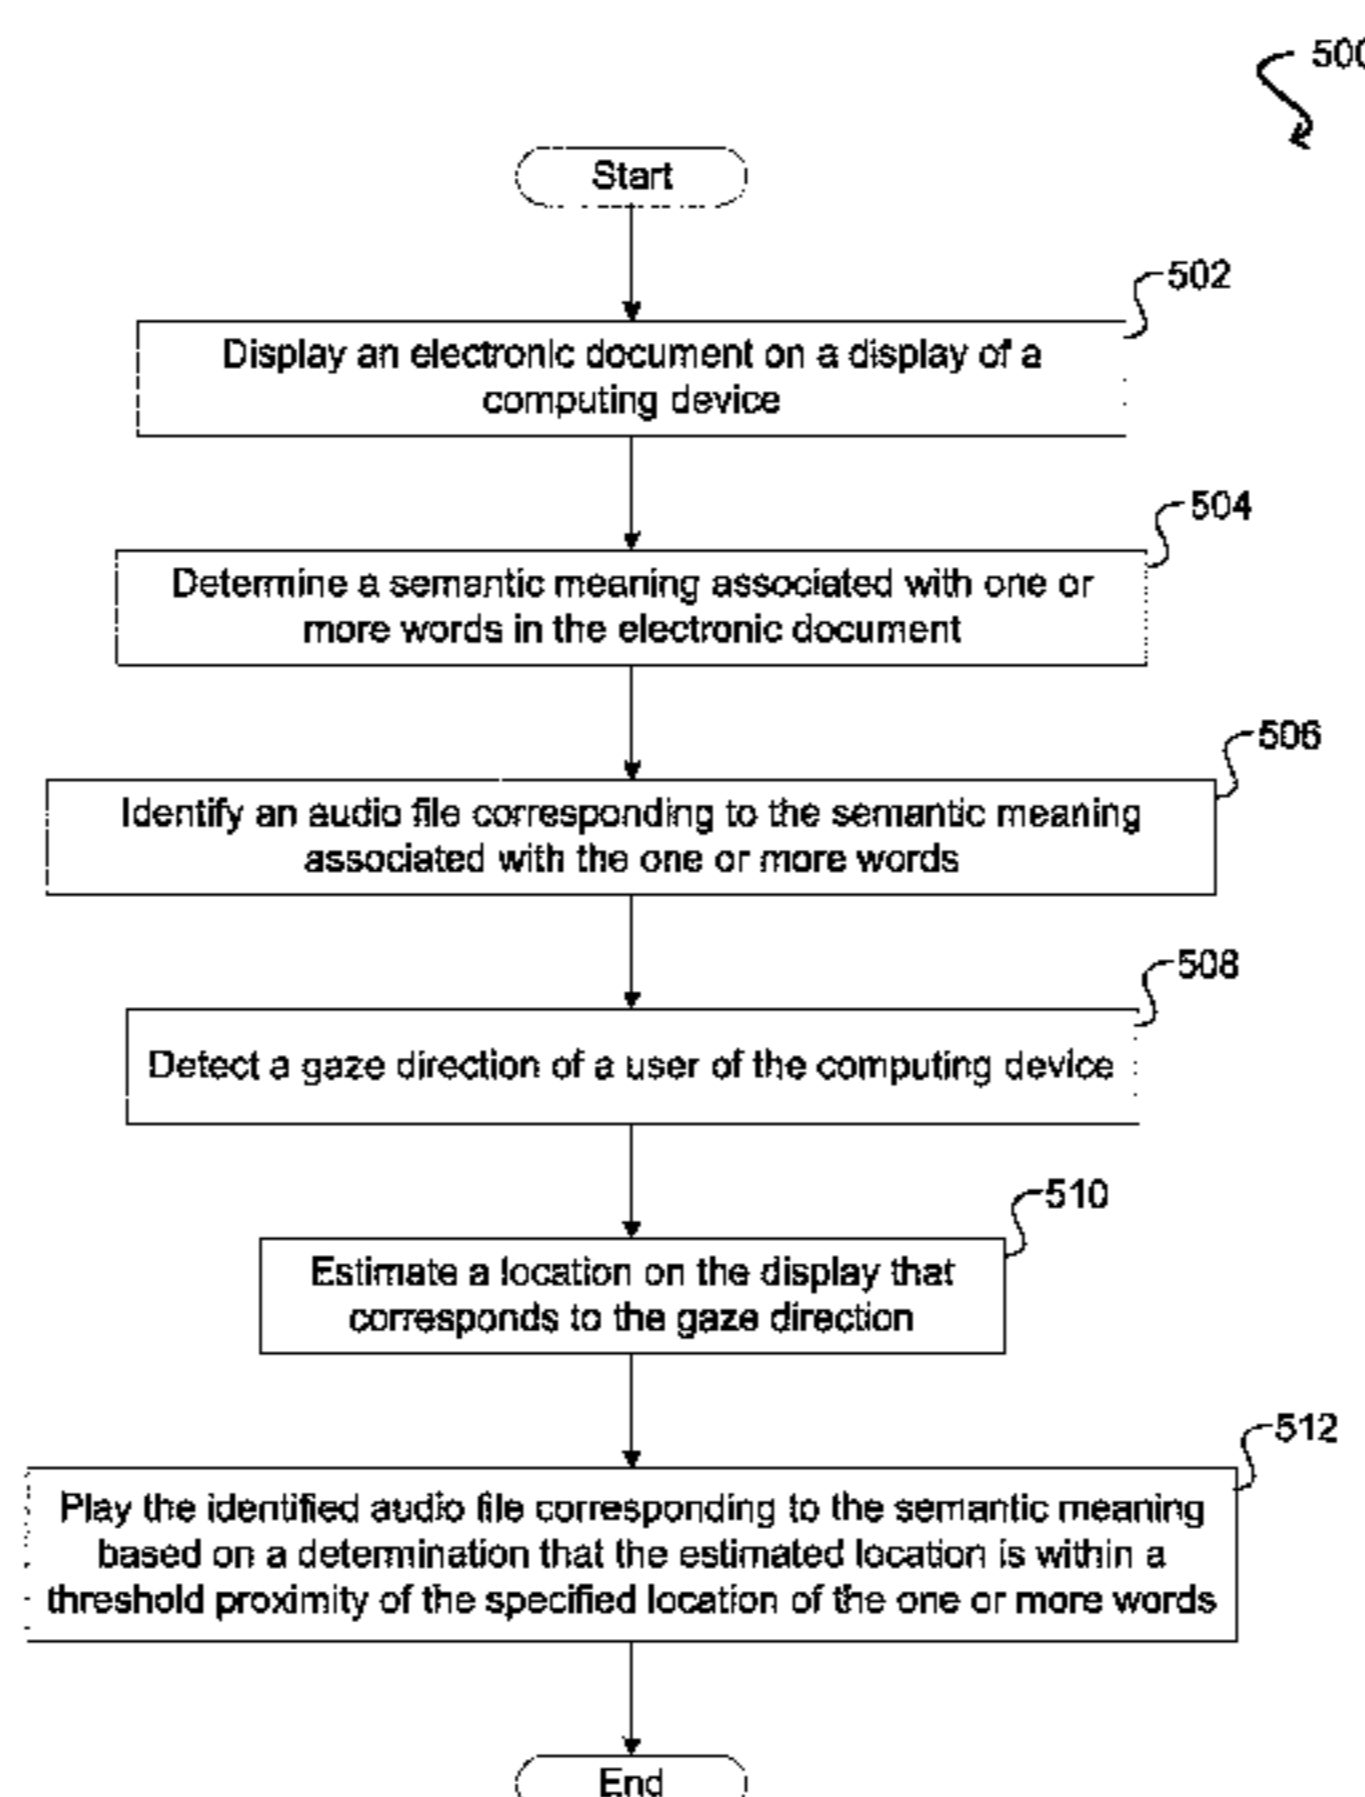 500
Start
502
Display an electronic document on a display of a
computing device
504
Determine a semantic meaning associated with one or
more words in the electronic document
506
Identify an audio file corresponding to the semantic meaning
associated with the one or more words
508
Detect a gaze direction of a user of the computing device
510
Estimate a location on the display that
corresponds to the gaze direction
512
Play the identified audio file corresponding to the semantic meaning
based on a determination that the estimated location is within a
threshold proximity of the specified location of the one or more words
End